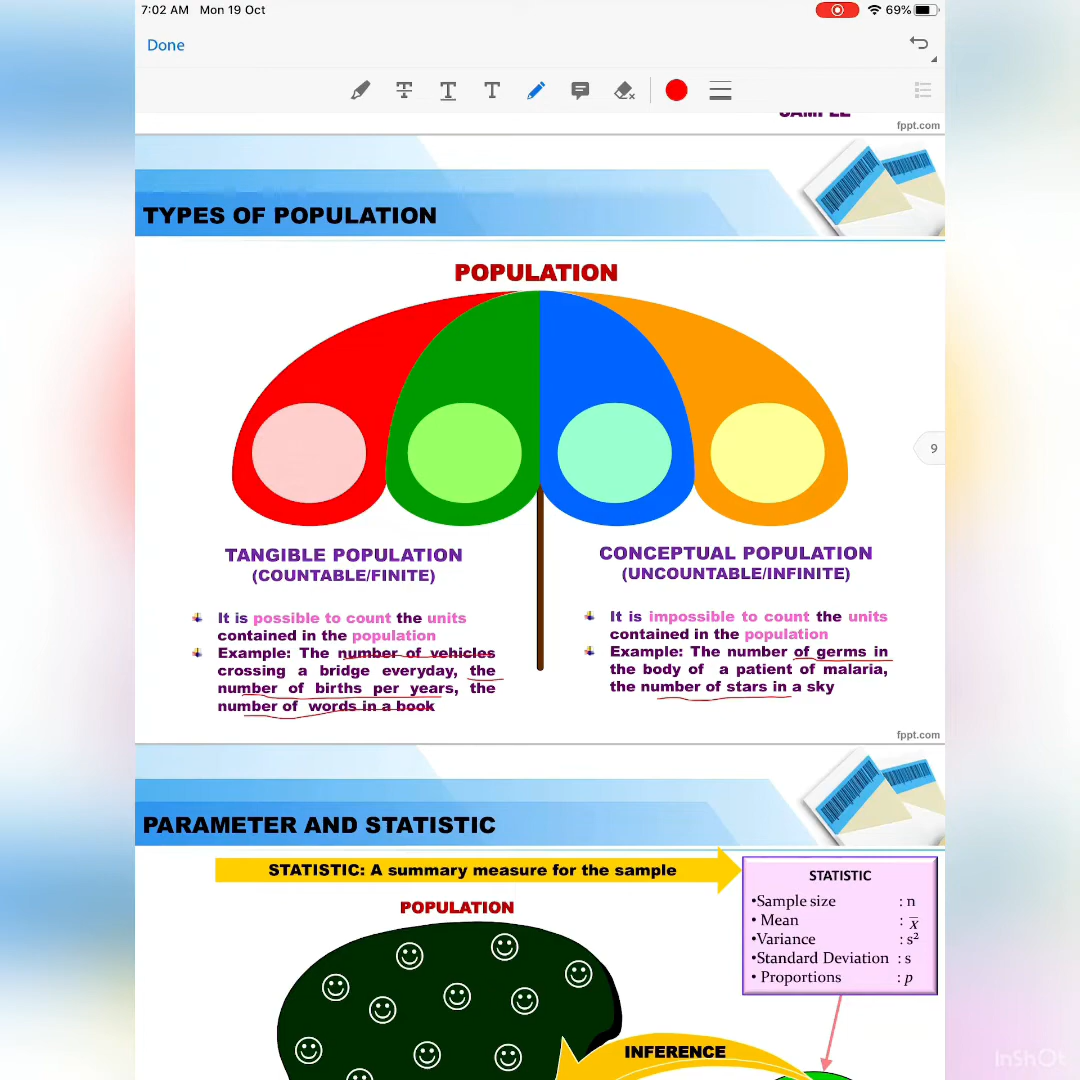 7:02 AM Mon 19 Oct
69%
Done
SAMPLE
fppt.com
TYPES OF POPULATION
POPULATION
9
TANGIBLE POPULATION
(COUNTABLE/FINITE)
It is possible to count the units
contained in the population
Example: The number of vehicles
crossing a bridge everyday, the
number of births per years, the
number of words in a book
CONCEPTUAL POPULATION
(UNCOUNTABLE/INFINITE)
It is impossible to count the units
contained in the population
Example: The number of germs in
the body of a patient of malaria,
the number of stars in a sky
fppt.com
PARAMETER AND STATISTIC
STATISTIC: A summary measure for the sample
POPULATION
STATISTIC
•Sample size : n
• Mean : x̅
•Variance : s²
•Standard Deviation : s
• Proportions : p
INFERENCE
InShOt